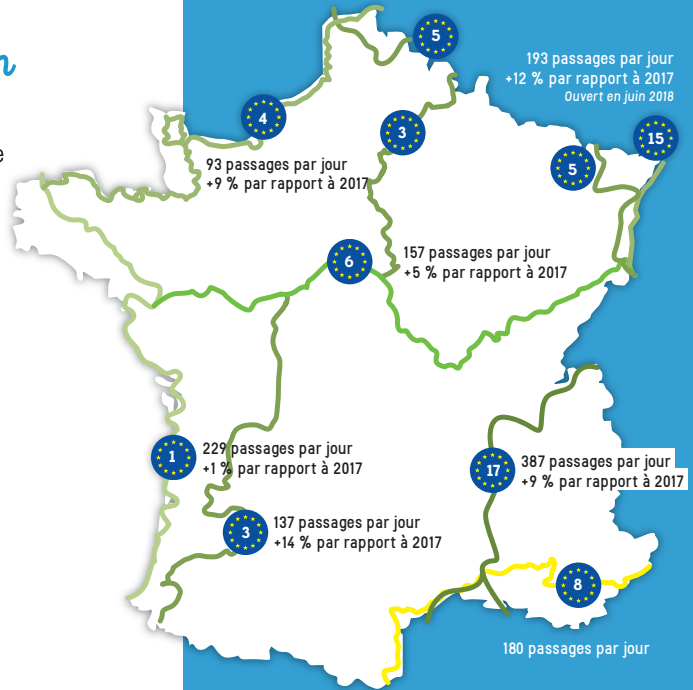 n
e
5
193 passages par jour
+12 % par rapport à 2017
Ouvert en juin 2018
4
3
15
93 passages par jour
+9 % par rapport à 2017
5
6
157 passages par jour
+5 % par rapport à 2017
1
229 passages par jour
+1 % par rapport à 2017
17
387 passages par jour
+9 % par rapport à 2017
3
137 passages par jour
+14 % par rapport à 2017
8
180 passages par jour